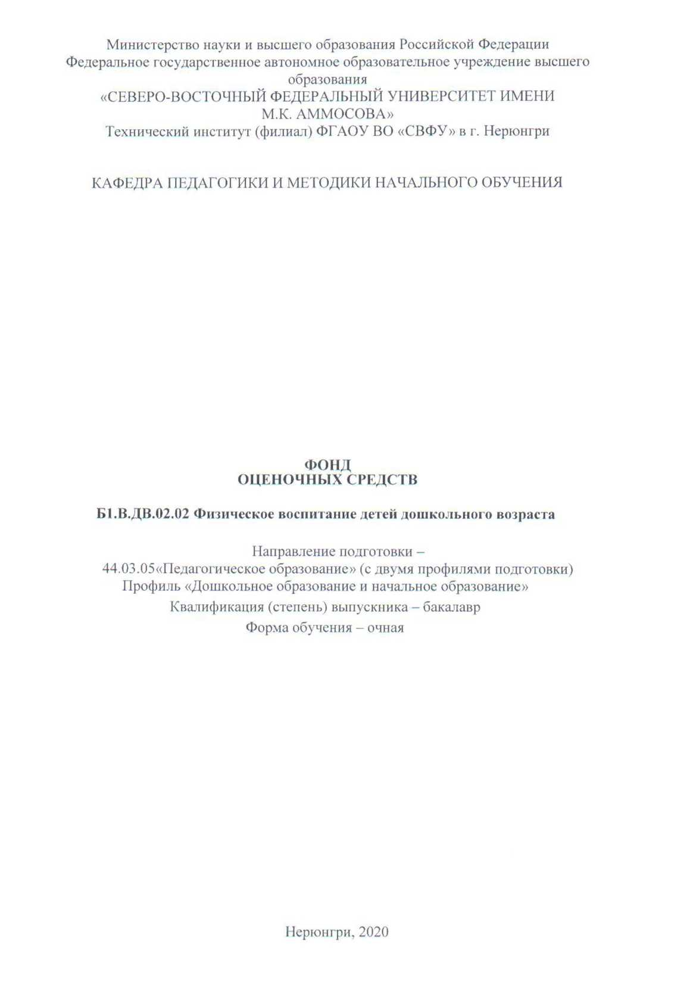 Министерство науки и высшего образования Российской Федерации
Федеральное государственное автономное образовательное учреждение высшего
образования
«СЕВЕРО-ВОСТОЧНЫЙ ФЕДЕРАЛЬНЫЙ УНИВЕРСИТЕТ ИМЕНИ
М.К. АММОСОВА»
Технический институт (филиал) ФГАОУ ВО «СВФУ» в г. Нерюнгри
КАФЕДРА ПЕДАГОГИКИ И МЕТОДИКИ НАЧАЛЬНОГО ОБУЧЕНИЯ
ФОНД
ОЦЕНОЧНЫХ СРЕДСТВ
Б1.В.ДВ.02.02 Физическое воспитание детей дошкольного возраста
Направление подготовки –
44.03.05«Педагогическое образование» (с двумя профилями подготовки)
Профиль «Дошкольное образование и начальное образование»
Квалификация (степень) выпускника – бакалавр
Форма обучения – очная
Нерюнгри, 2020